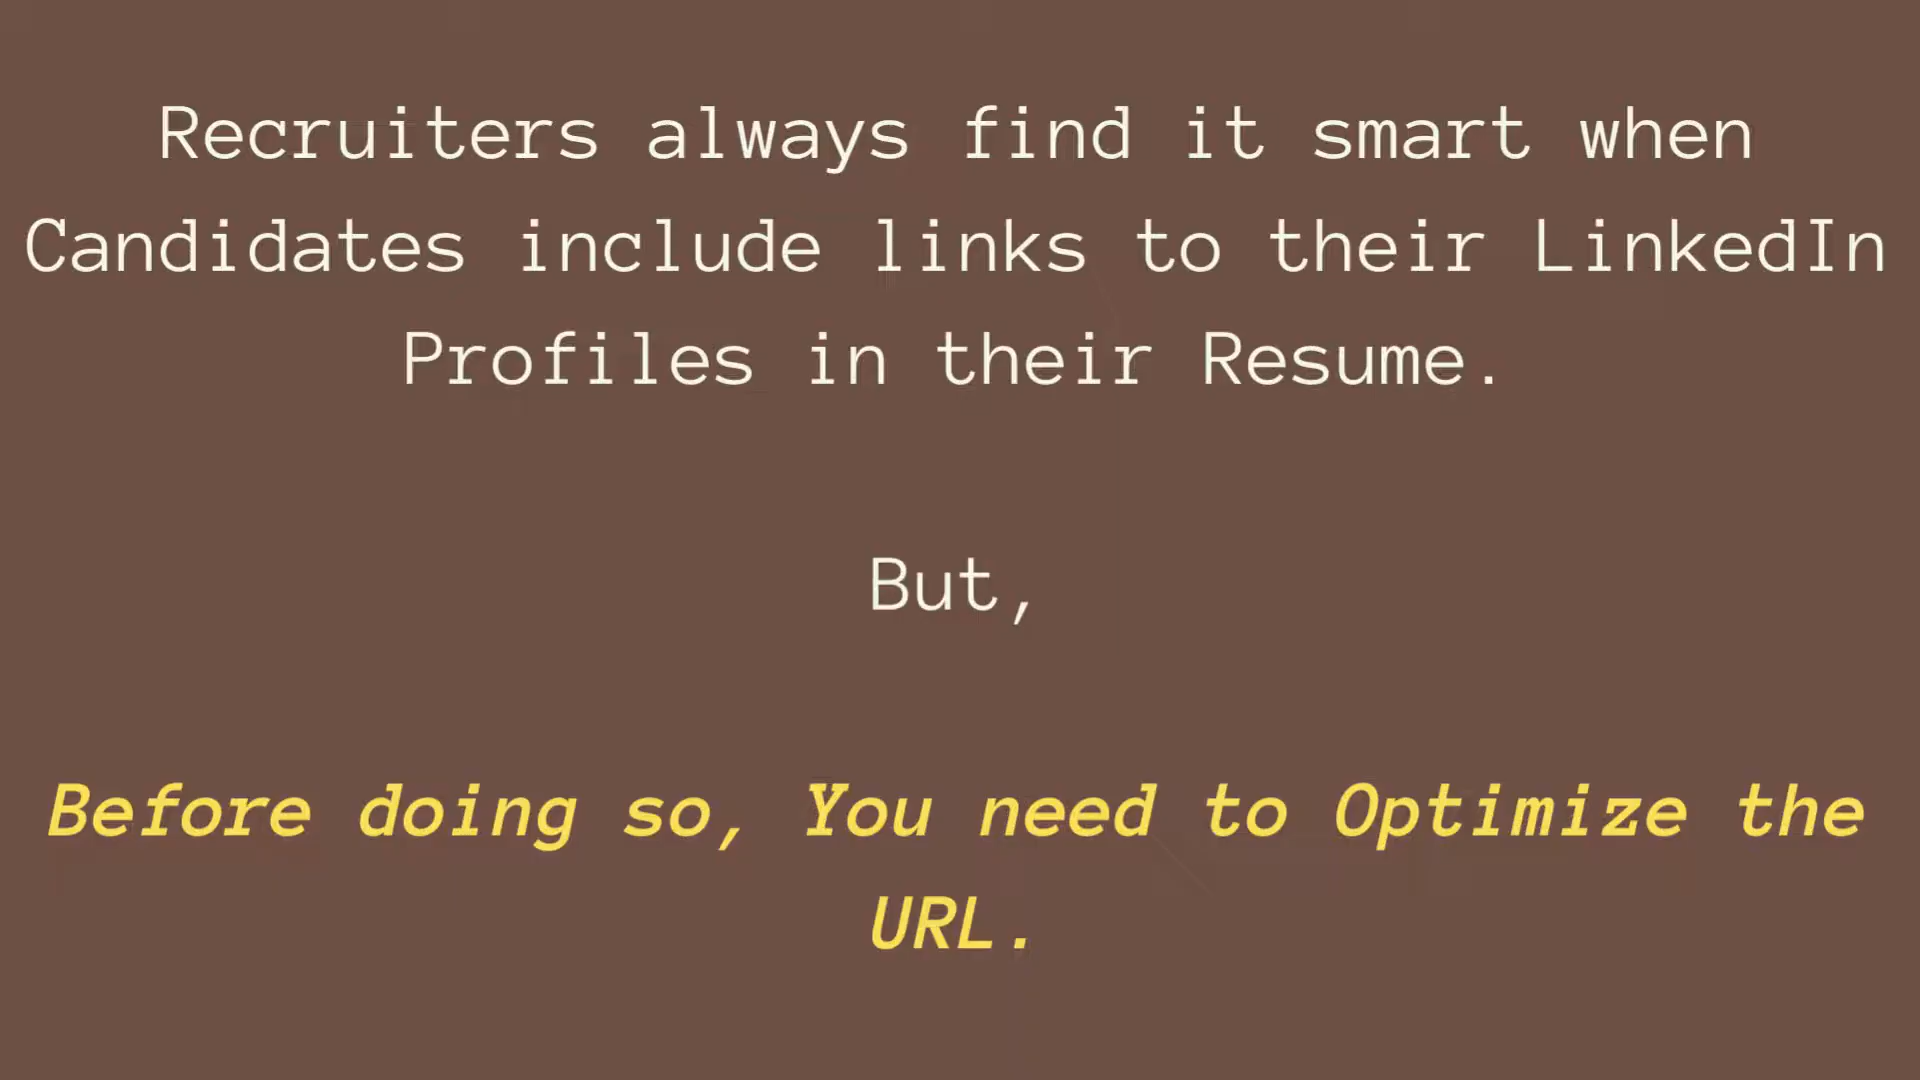 Recruiters always find it smart when
Candidates include links to their LinkedIn
Profiles in their Resume.
But,
Before doing so, You need to Optimize the
URL.